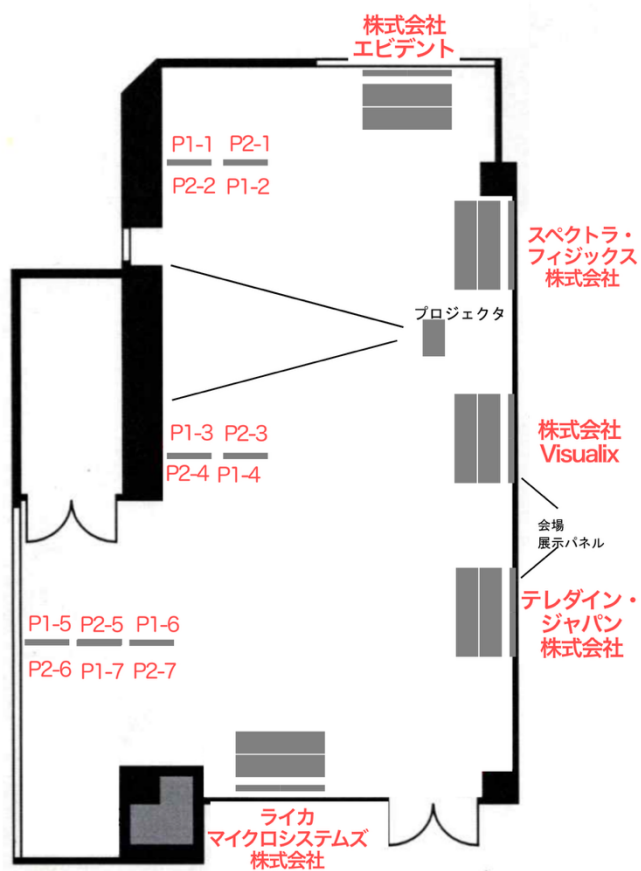 株式会社
エビデント
P1-1 P2-1
P2-2 P1-2
スペクトラ・
フィジックス
株式会社
プロジェクタ
P1-3 P2-3
P2-4 P1-4
株式会社
Visualix
会場
展示パネル
テレダイン・
ジャパン
株式会社
P1-5 P2-5 P1-6
P2-6 P1-7 P2-7
ライカ
マイクロシステムズ
株式会社